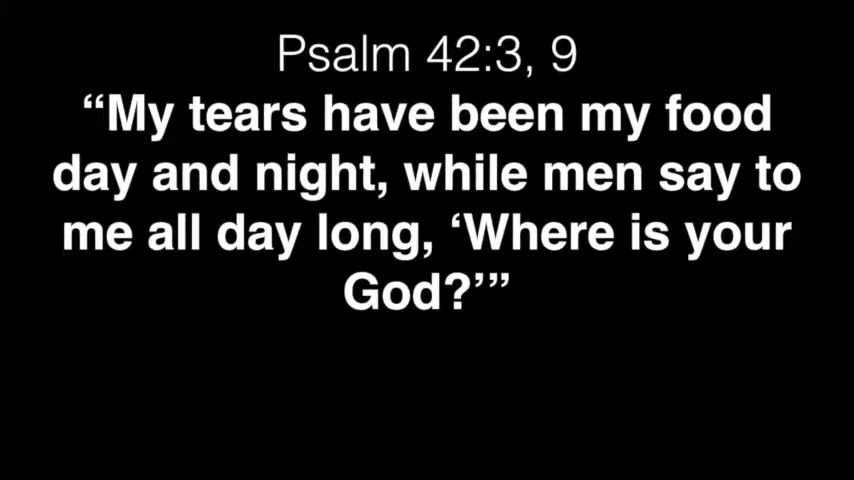 Psalm 42:3, 9
“My tears have been my food
day and night, while men say to
me all day long, ‘Where is your
God?’”